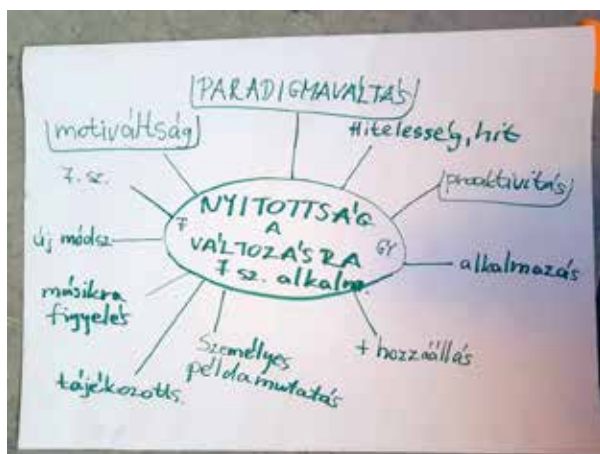 PARADIGMAVÁLTÁS
motiváltság
Hitelesség, hit
7. sz.
proaktivitás
NYITOTTSÁG
F
A
GY
VÁLTOZÁSRA
7 sz. alkalm.
új módsz
alkalmazás
másikra
figyelés
+ hozzáállás
Személyes
példamutatás
tájékozotts.